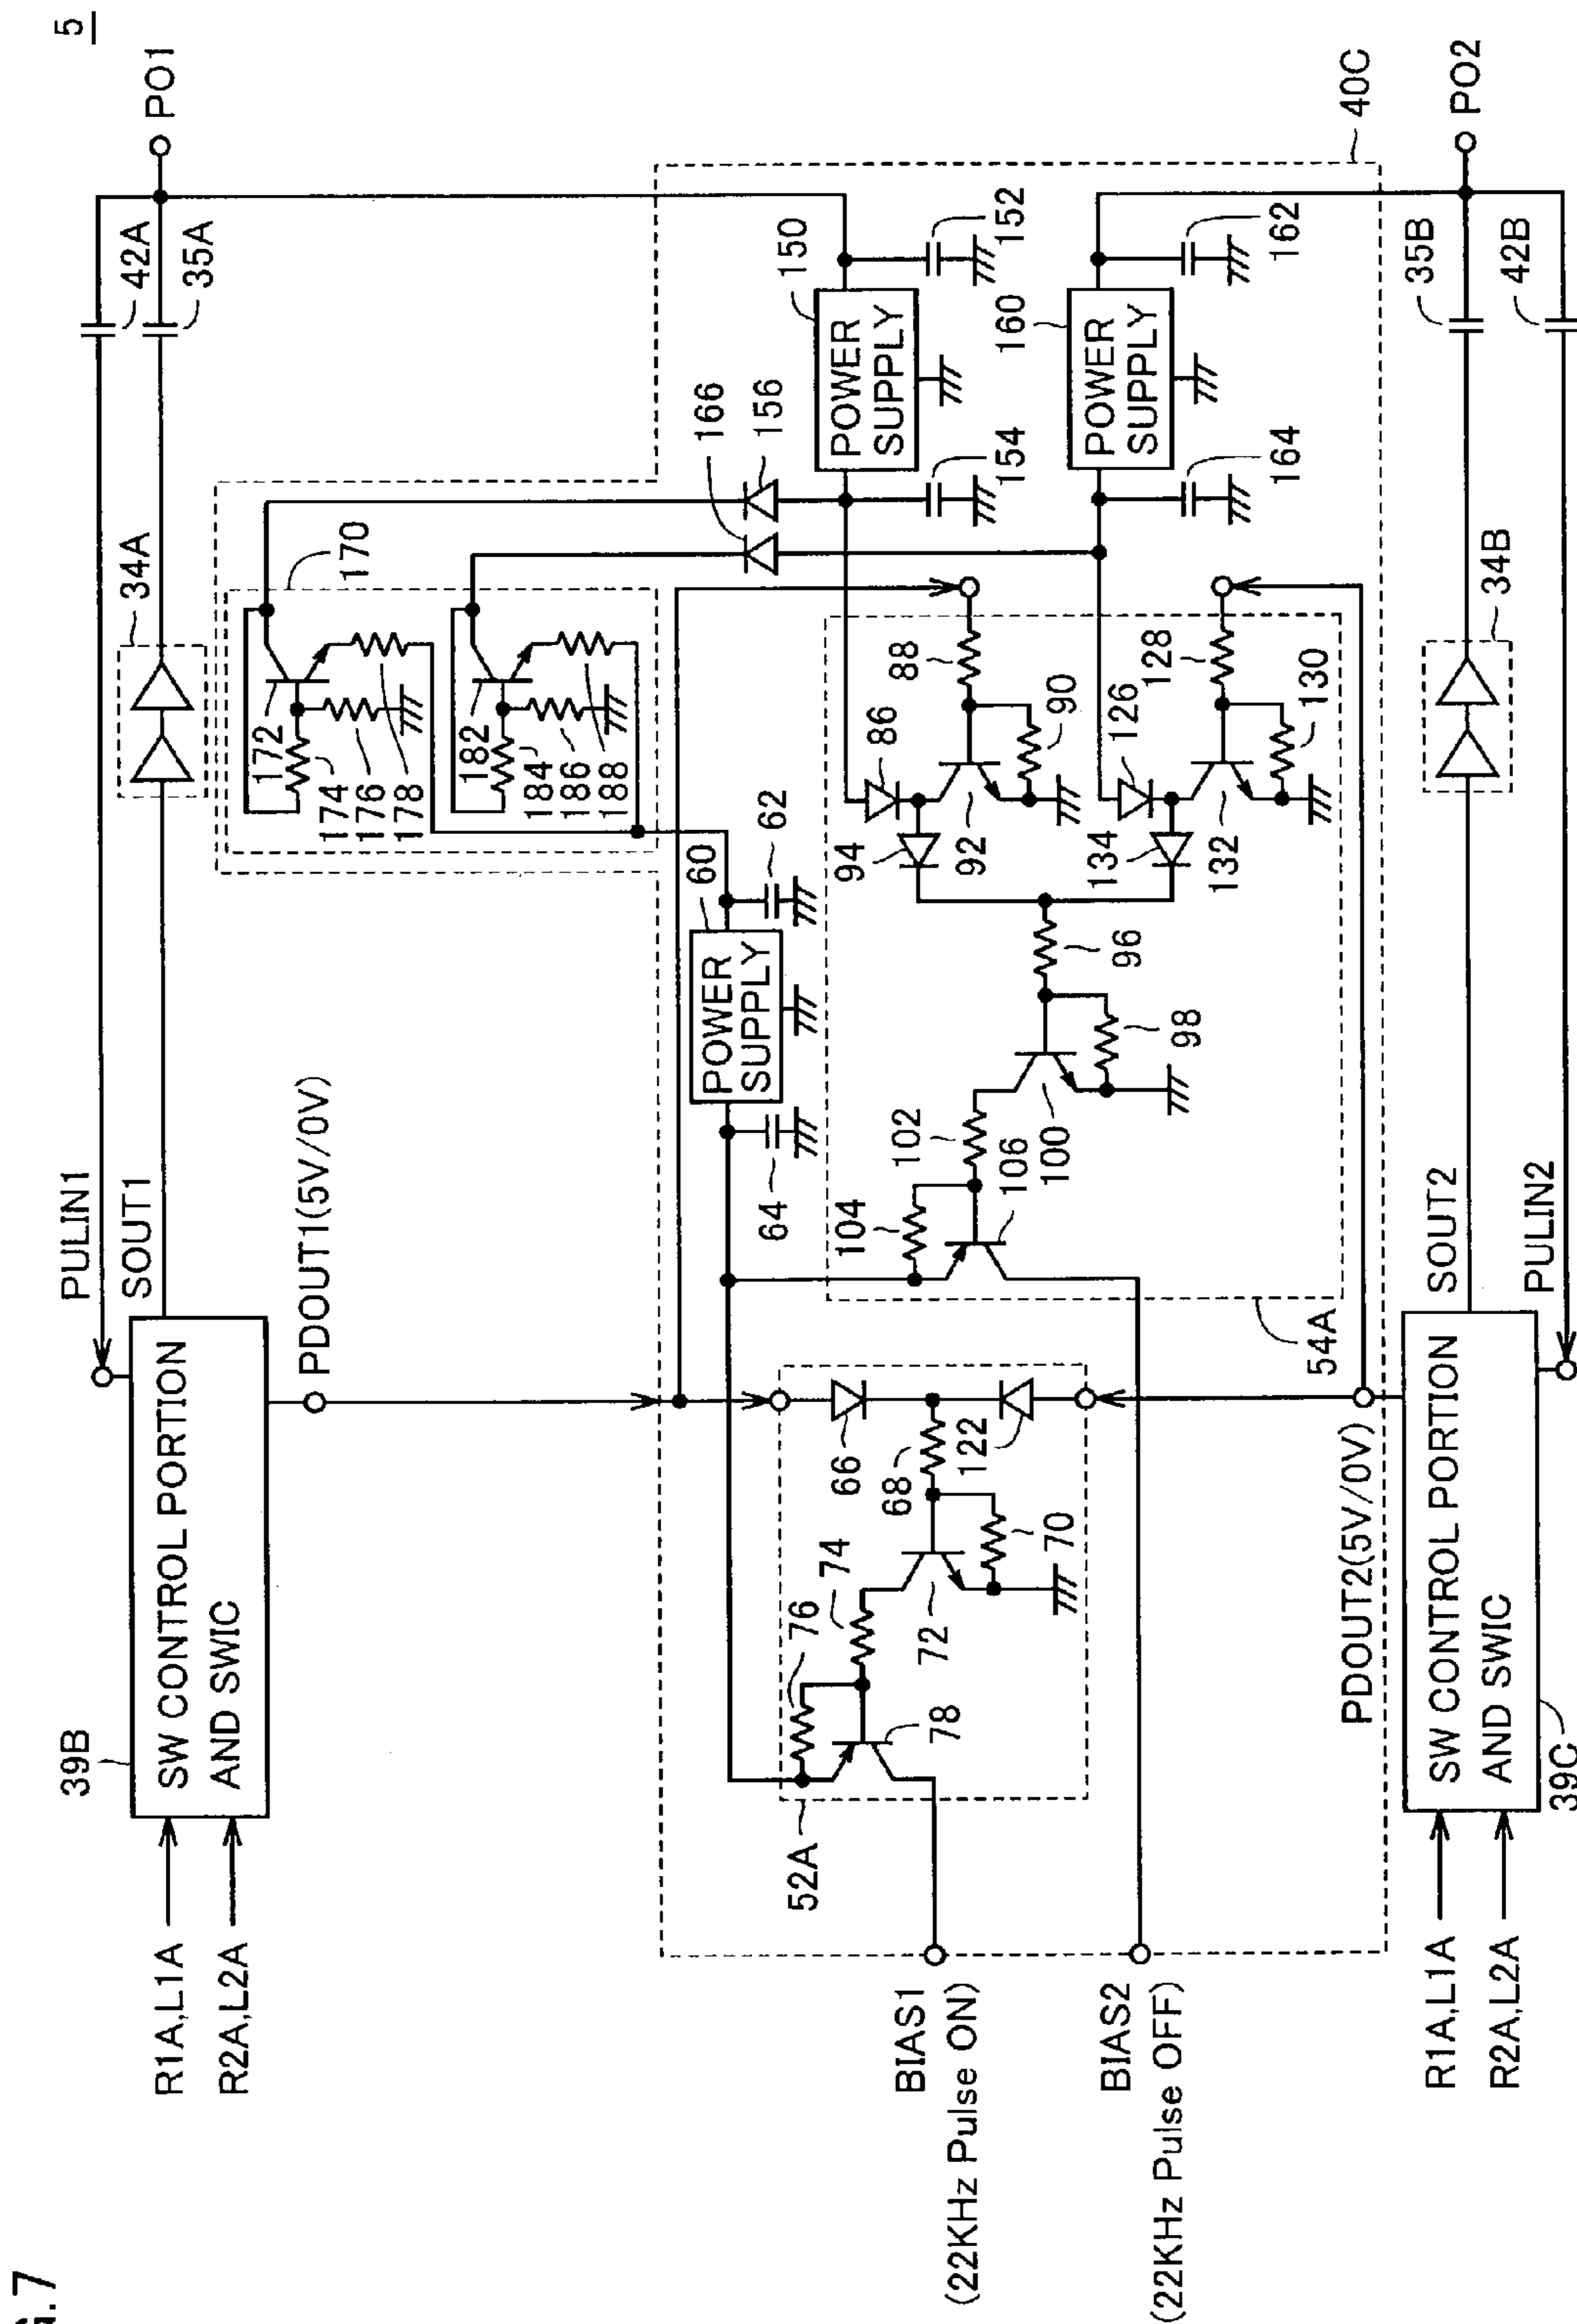 G.7
5
R1A,L1A
R2A,L2A
39B
SW CONTROL PORTION
AND SWIC
PULIN1
SOUT1
PDOUT1(5V/0V)
34A
42A
35A
PO1
170
172
174
176
178
182
184
186
188
166
156
150
POWER
SUPPLY
152
154
160
POWER
SUPPLY
162
164
40C
60
POWER
SUPPLY
62
64
52A
76
74
78
72
70
68
66
122
54A
104
102
106
100
98
96
94
86
88
90
92
134
126
128
130
132
BIAS1
(22KHz Pulse ON)
BIAS2
(22KHz Pulse OFF)
PDOUT2(5V/0V)
R1A,L1A
R2A,L2A
39C
SW CONTROL PORTION
AND SWIC
SOUT2
PULIN2
34B
35B
42B
PO2